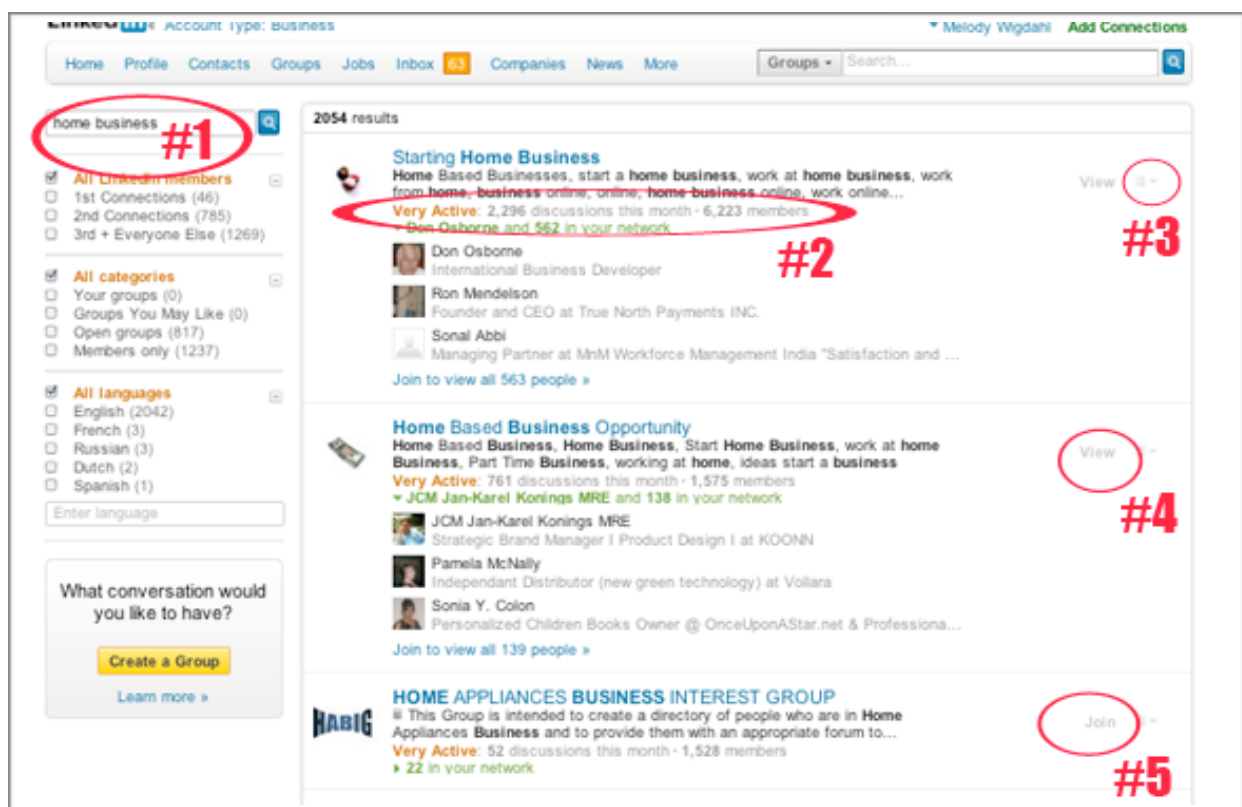 Linked in Account Type: Business
Melody Wigdahl Add Connections
Home Profile Contacts Groups Jobs Inbox 63 Companies News More Groups Search...
home business
#1
All LinkedIn members
1st Connections (46)
2nd Connections (785)
3rd + Everyone Else (1269)
All categories
Your groups (0)
Groups You May Like (0)
Open groups (817)
Members only (1237)
All languages
English (2042)
French (3)
Russian (3)
Dutch (2)
Spanish (1)
Enter language
What conversation would
you like to have?
Create a Group
Learn more »
2054 results
Starting Home Business
Home Based Businesses, start a home business, work at home business, work
from home, business online, online, home business online, work online...
Very Active: 2,296 discussions this month · 6,223 members
Don Osborne and 562 in your network
View
#2
#3
Don Osborne
International Business Developer
Ron Mendelson
Founder and CEO at True North Payments INC.
Sonal Abbi
Managing Partner at MnM Workforce Management India "Satisfaction and ...
Join to view all 563 people »
Home Based Business Opportunity
Home Based Business, Home Business, Start Home Business, work at home
Business, Part Time Business, working at home, ideas start a business
Very Active: 761 discussions this month · 1,575 members
JCM Jan-Karel Konings MRE and 138 in your network
View
#4
JCM Jan-Karel Konings MRE
Strategic Brand Manager I Product Design I at KOONN
Pamela McNally
Independant Distributor (new green technology) at Vollara
Sonia Y. Colon
Personalized Children Books Owner @ OnceUponAStar.net & Professiona...
Join to view all 139 people »
HABIG
HOME APPLIANCES BUSINESS INTEREST GROUP
This Group is intended to create a directory of people who are in Home
Appliances Business and to provide them with an appropriate forum to...
Very Active: 52 discussions this month · 1,528 members
22 in your network
Join
#5